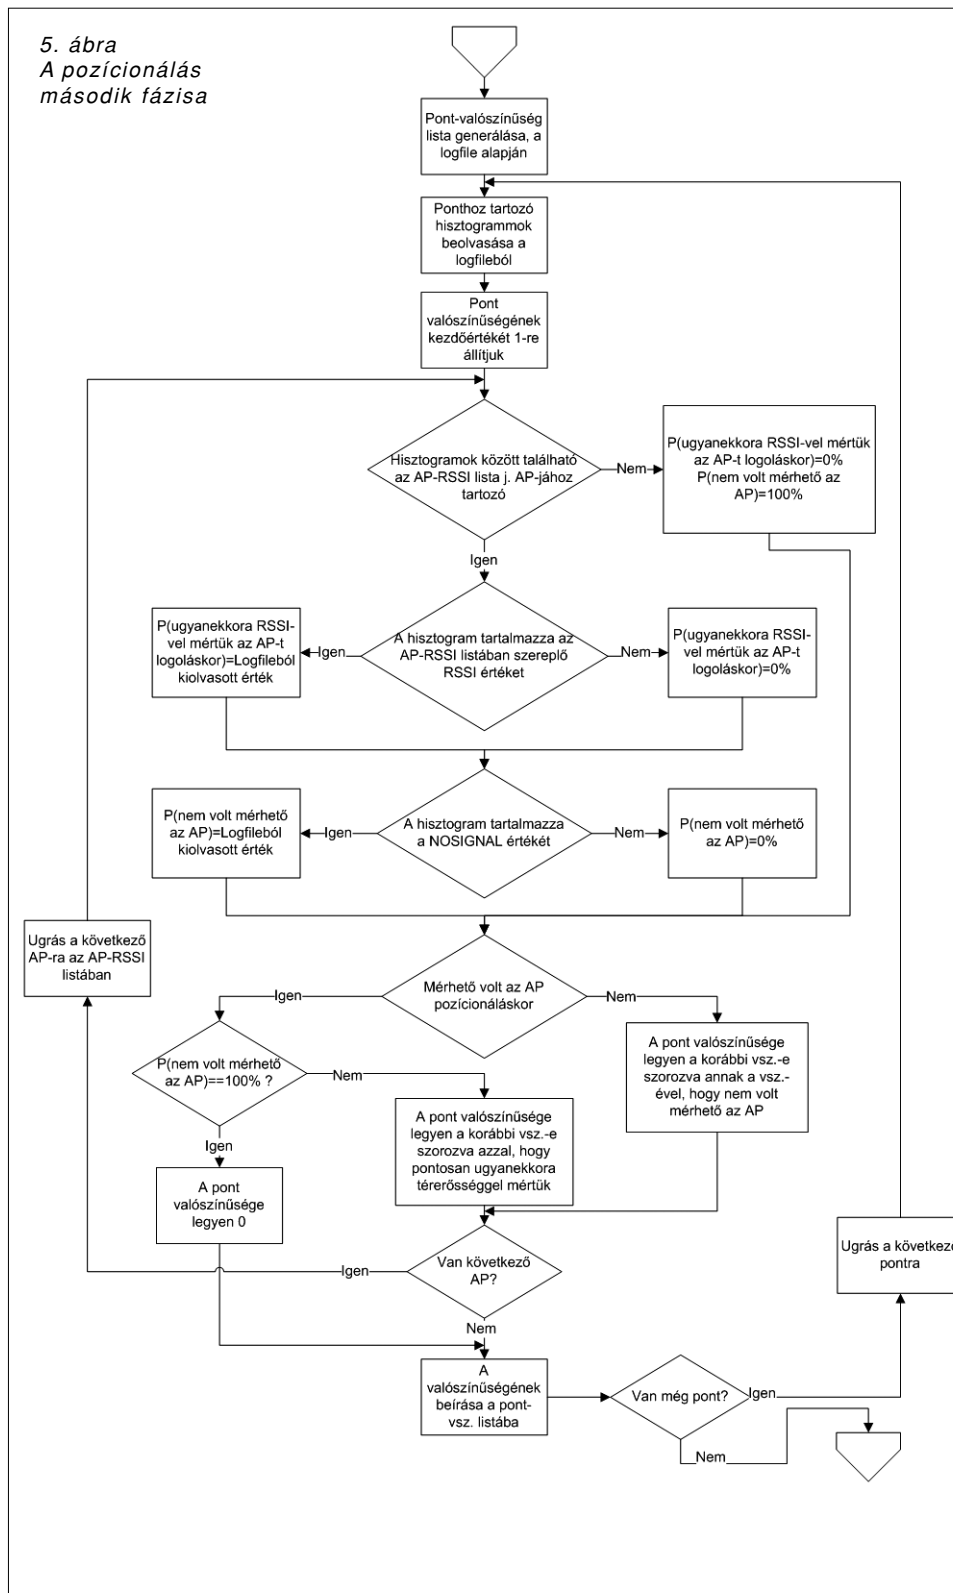 5. ábra
A pozícionálás
második fázisa
Pont-valószínűség
lista generálása, a
logfile alapján
Ponthoz tartozó
hisztogrammok
beolvasása a
logfileból
Pont
valószínűségének
kezdőértékét 1-re
állítjuk
Hisztogramok között található
az AP-RSSI lista j. AP-jához
tartozó
Nem
P(ugyanekkora RSSI-vel mértük
az AP-t logoláskor)=0%
P(nem volt mérhető az
AP)=100%
Igen
P(ugyanekkora RSSI-
vel mértük az AP-t
logoláskor)=Logfileból
kiolvasott érték
Igen
A hisztogram tartalmazza az
AP-RSSI listában szereplő
RSSI értéket
Nem
P(ugyanekkora RSSI-
vel mértük az AP-t
logoláskor)=0%
P(nem volt mérhető
az AP)=Logfileból
kiolvasott érték
Igen
A hisztogram tartalmazza
a NOSIGNAL értékét
Nem
P(nem volt mérhető
az AP)=0%
Ugrás a következő
AP-ra az AP-RSSI
listában
Igen
Mérhető volt az AP
pozícionáláskor
Nem
P(nem volt mérhető
az AP)==100% ?
Nem
A pont valószínűsége
legyen a korábbi vsz.-e
szorozva annak a vsz.-
ével, hogy nem volt
mérhető az AP
A pont valószínűsége
legyen a korábbi vsz.-e
szorozva azzal, hogy
pontosan ugyanekkora
térerősséggel mértük
Igen
A pont
valószínűsége
legyen 0
Igen
Van következő
AP?
Ugrás a következő
pontra
Nem
A
valószínűségének
beírása a pont-
vsz. listába
Van még pont?
Igen
Nem